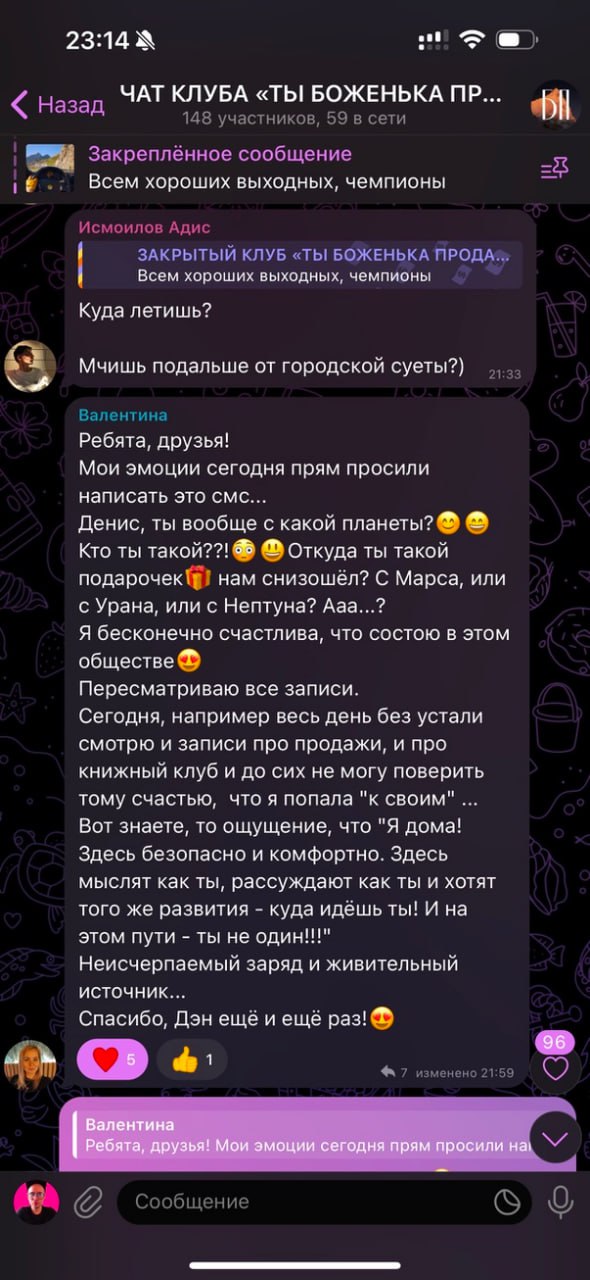 23:14
Назад
ЧАТ КЛУБА «ТЫ БОЖЕНЬКА ПР...
148 участников, 59 в сети
БП
Закреплённое сообщение
Всем хороших выходных, чемпионы
Исмоилов Адис
ЗАКРЫТЫЙ КЛУБ «ТЫ БОЖЕНЬКА ПРОДА...
Всем хороших выходных, чемпионы
Куда летишь?
Мчишь подальше от городской суеты?)
21:33
Валентина
Ребята, друзья!
Мои эмоции сегодня прям просили
написать это смс...
Денис, ты вообще с какой планеты?😊😄
Кто ты такой??!😳😃Откуда ты такой
подарочек🎁 нам снизошёл? С Марса, или
с Урана, или с Нептуна? Ааа...?
Я бесконечно счастлива, что состою в этом
обществе😍
Пересматриваю все записи.
Сегодня, например весь день без устали
смотрю и записи про продажи, и про
книжный клуб и до сих не могу поверить
тому счастью, что я попала "к своим" ...
Вот знаете, то ощущение, что "Я дома!
Здесь безопасно и комфортно. Здесь
мыслят как ты, рассуждают как ты и хотят
того же развития - куда идёшь ты! И на
этом пути - ты не один!!!"
Неисчерпаемый заряд и живительный
источник...
Спасибо, Дэн ещё и ещё раз!😍
❤️ 5 👍 1
7 изменено 21:59
96
Валентина
Ребята, друзья! Мои эмоции сегодня прям просили
Сообщение